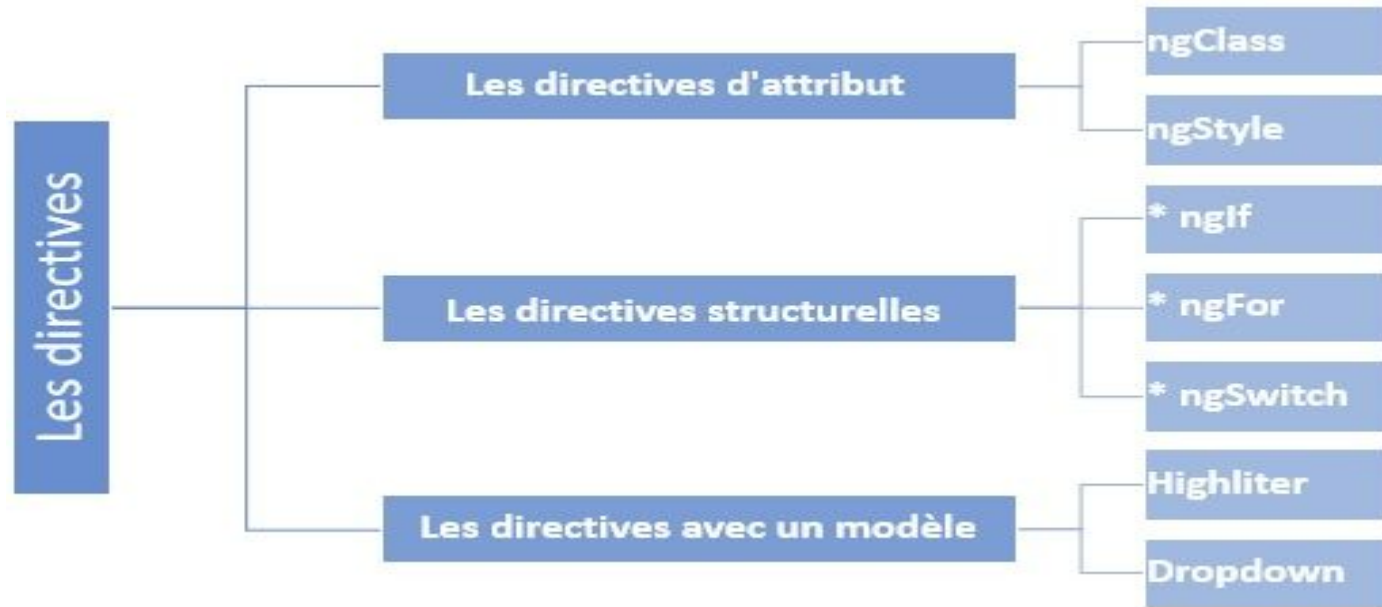 Les directives
Les directives d'attribut
ngClass
ngStyle
Les directives structurelles
* ngIf
* ngFor
* ngSwitch
Les directives avec un modèle
Highliter
Dropdown